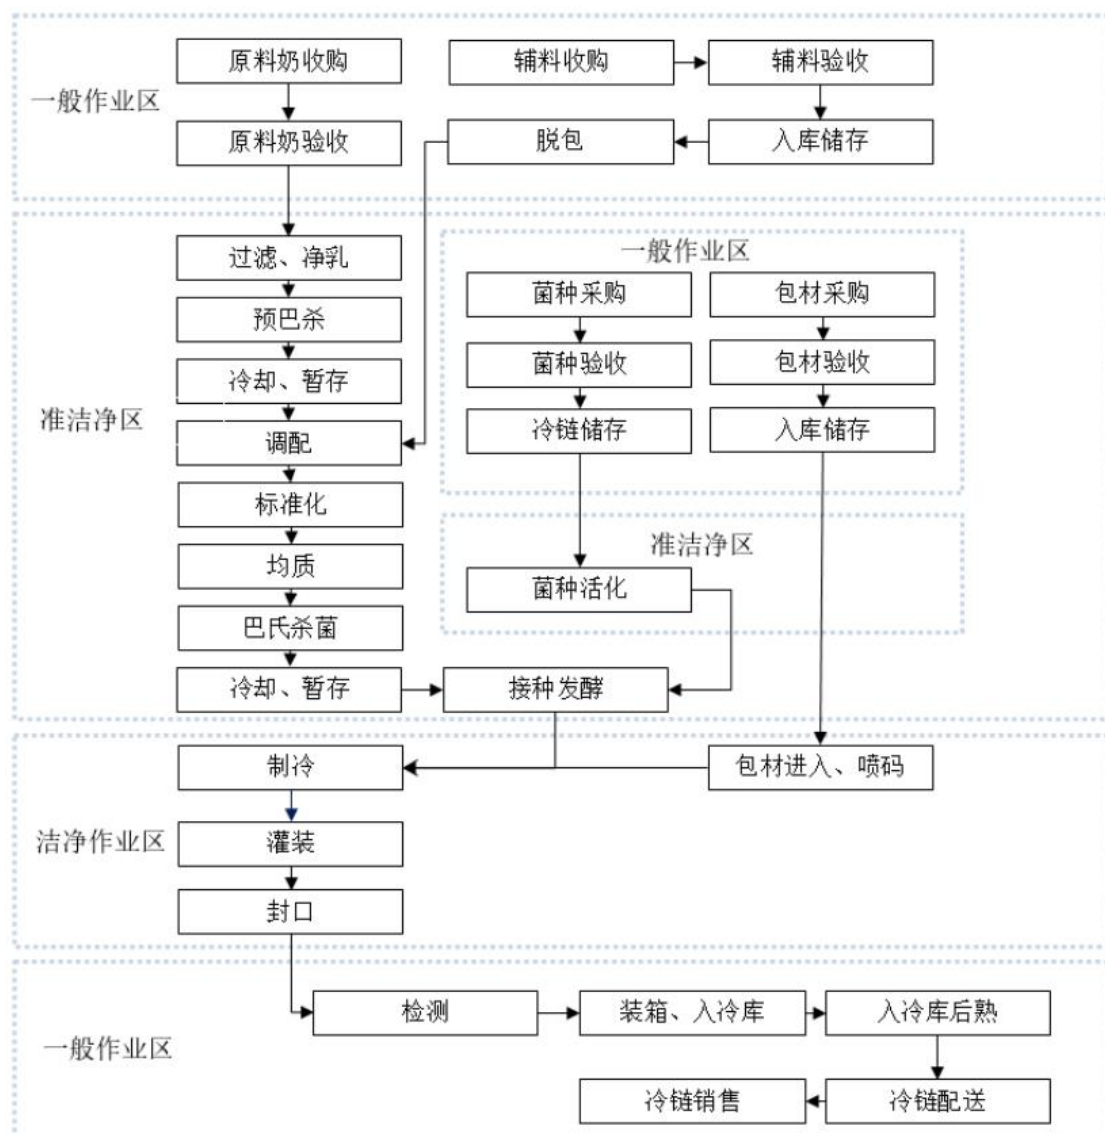 原料奶收购
辅料收购
辅料验收
一般作业区
原料奶验收
脱包
入库储存
过滤、净乳
一般作业区
预巴杀
菌种采购
包材采购
冷却、暂存
菌种验收
包材验收
准洁净区
调配
冷链储存
入库储存
标准化
准洁净区
均质
菌种活化
巴氏杀菌
冷却、暂存
接种发酵
制冷
包材进入、喷码
洁净作业区
灌装
封口
检测
装箱、入冷库
入冷库后熟
一般作业区
冷链销售
冷链配送